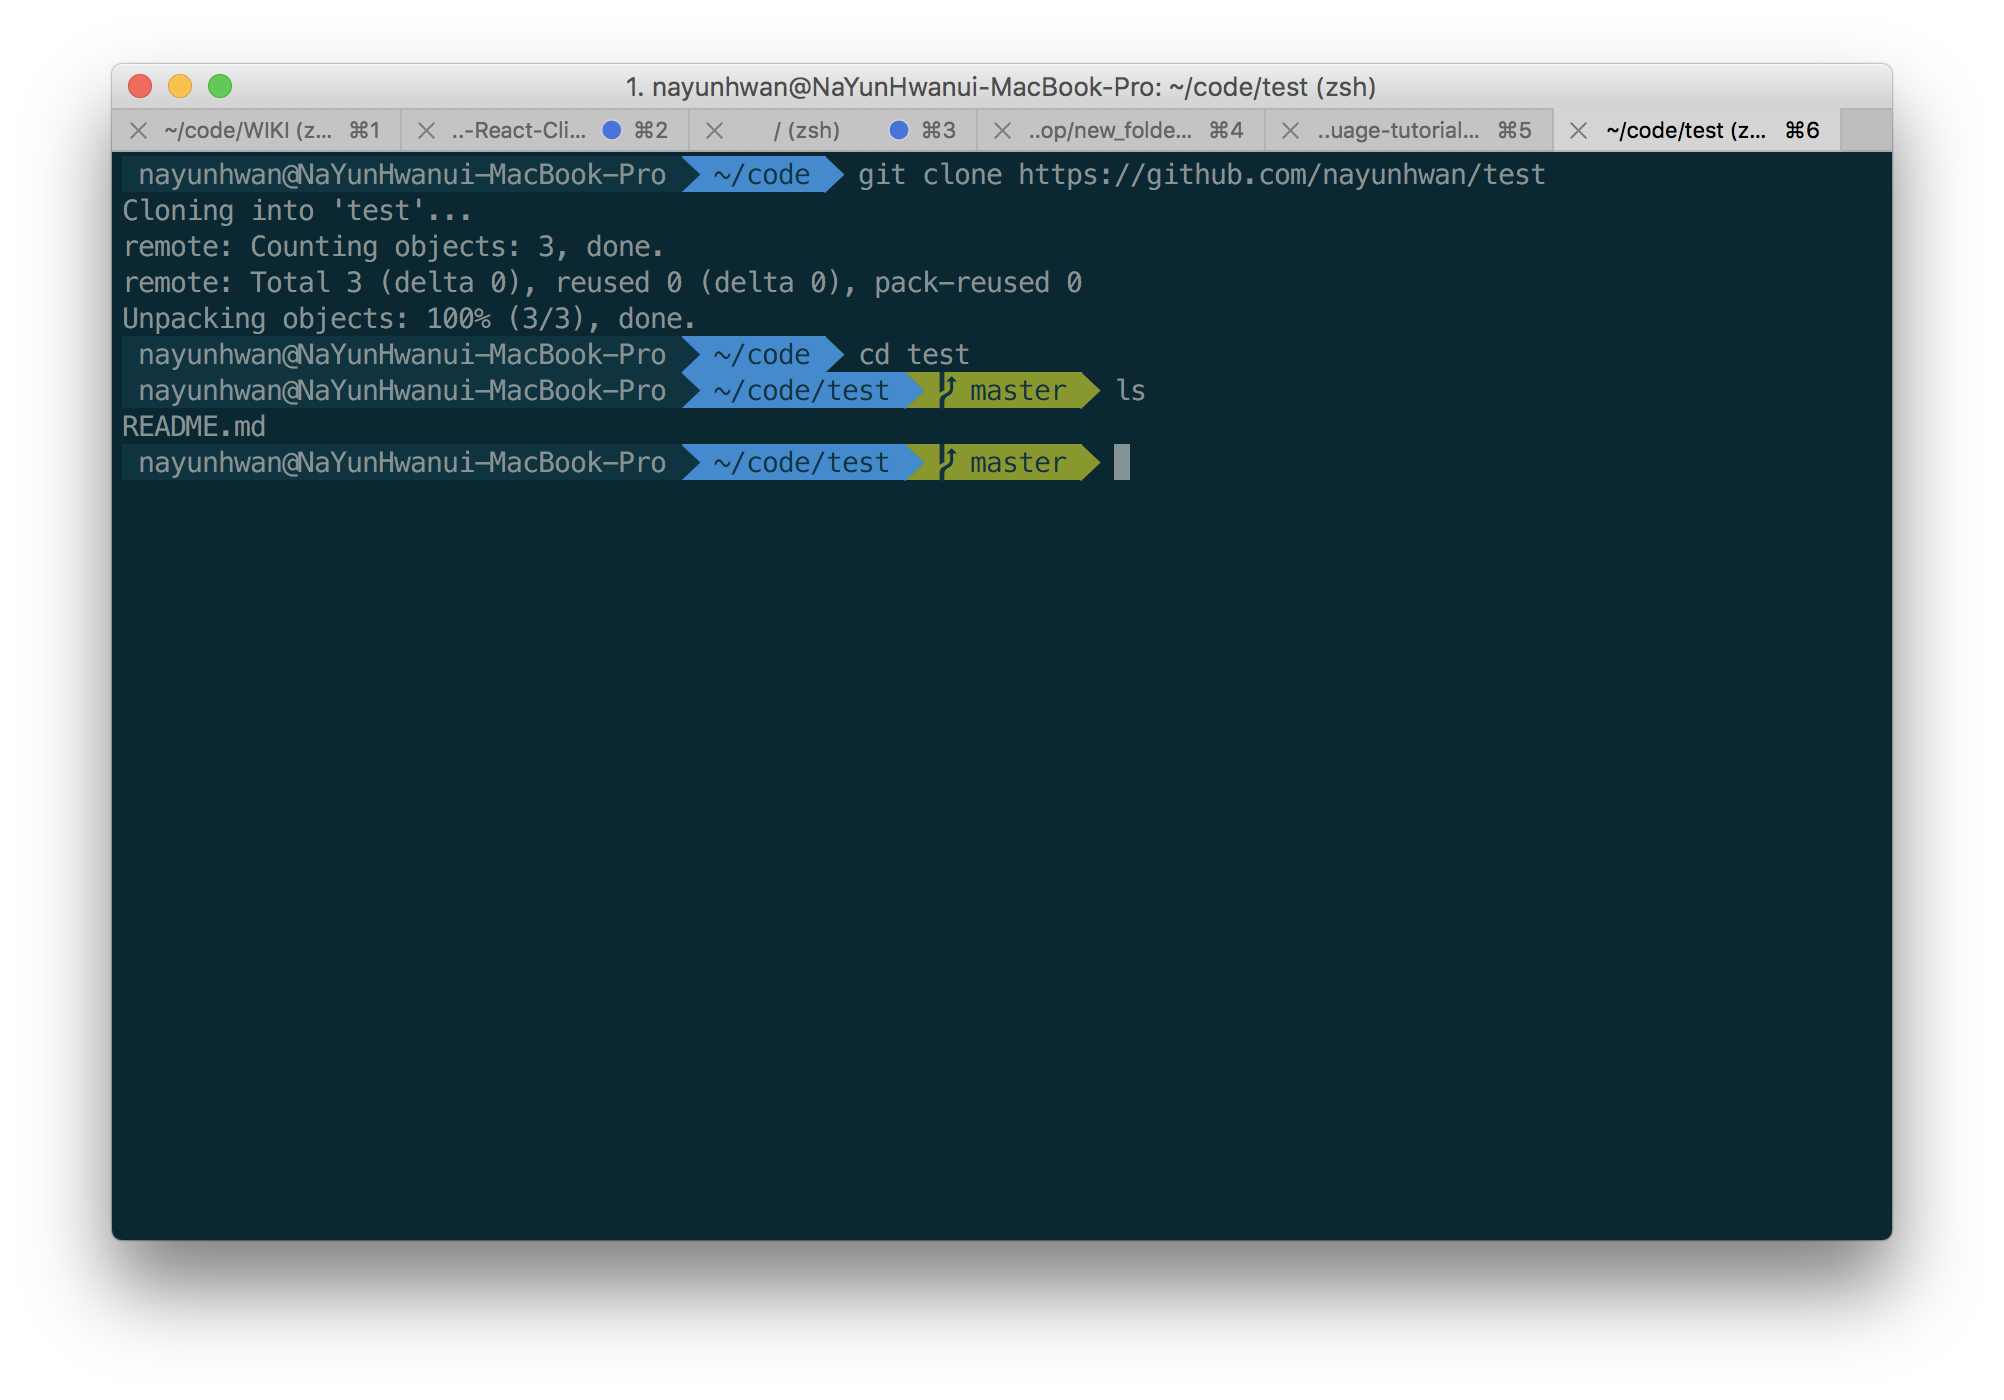 1. nayunhwan@NaYunHwanui-MacBook-Pro: ~/code/test (zsh)
~/code/WIKI (z... ⌘1 ..-React-Cli... ⌘2 / (zsh) ⌘3 ..op/new_folde... ⌘4 ..uage-tutorial... ⌘5 ~/code/test (z... ⌘6
nayunhwan@NaYunHwanui-MacBook-Pro ~/code git clone https://github.com/nayunhwan/test
Cloning into 'test'...
remote: Counting objects: 3, done.
remote: Total 3 (delta 0), reused 0 (delta 0), pack-reused 0
Unpacking objects: 100% (3/3), done.
nayunhwan@NaYunHwanui-MacBook-Pro ~/code cd test
nayunhwan@NaYunHwanui-MacBook-Pro ~/code/test master ls
README.md
nayunhwan@NaYunHwanui-MacBook-Pro ~/code/test master